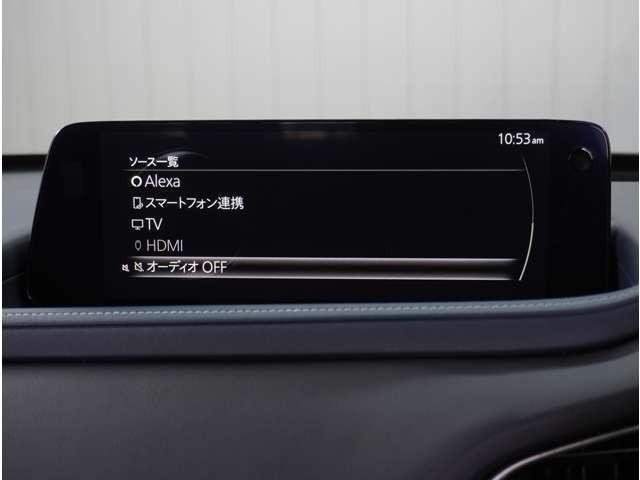 10:53am
ソース一覧
Alexa
スマートフォン連携
TV
HDMI
オーディオ OFF